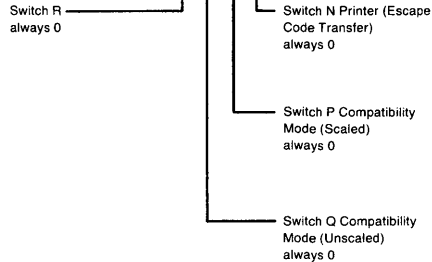 Switch R
always 0
Switch N Printer (Escape
Code Transfer)
always 0
Switch P Compatibility
Mode (Scaled)
always 0
Switch Q Compatibility
Mode (Unscaled)
always 0